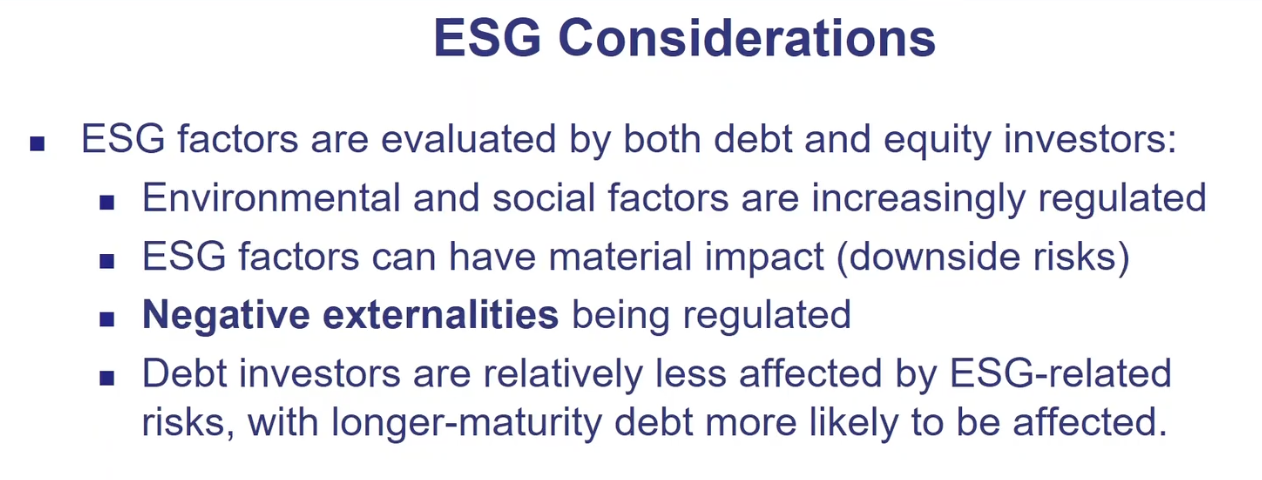 ESG Considerations
▪ ESG factors are evaluated by both debt and equity investors:
▪ Environmental and social factors are increasingly regulated
▪ ESG factors can have material impact (downside risks)
▪ Negative externalities being regulated
▪ Debt investors are relatively less affected by ESG-related
risks, with longer-maturity debt more likely to be affected.